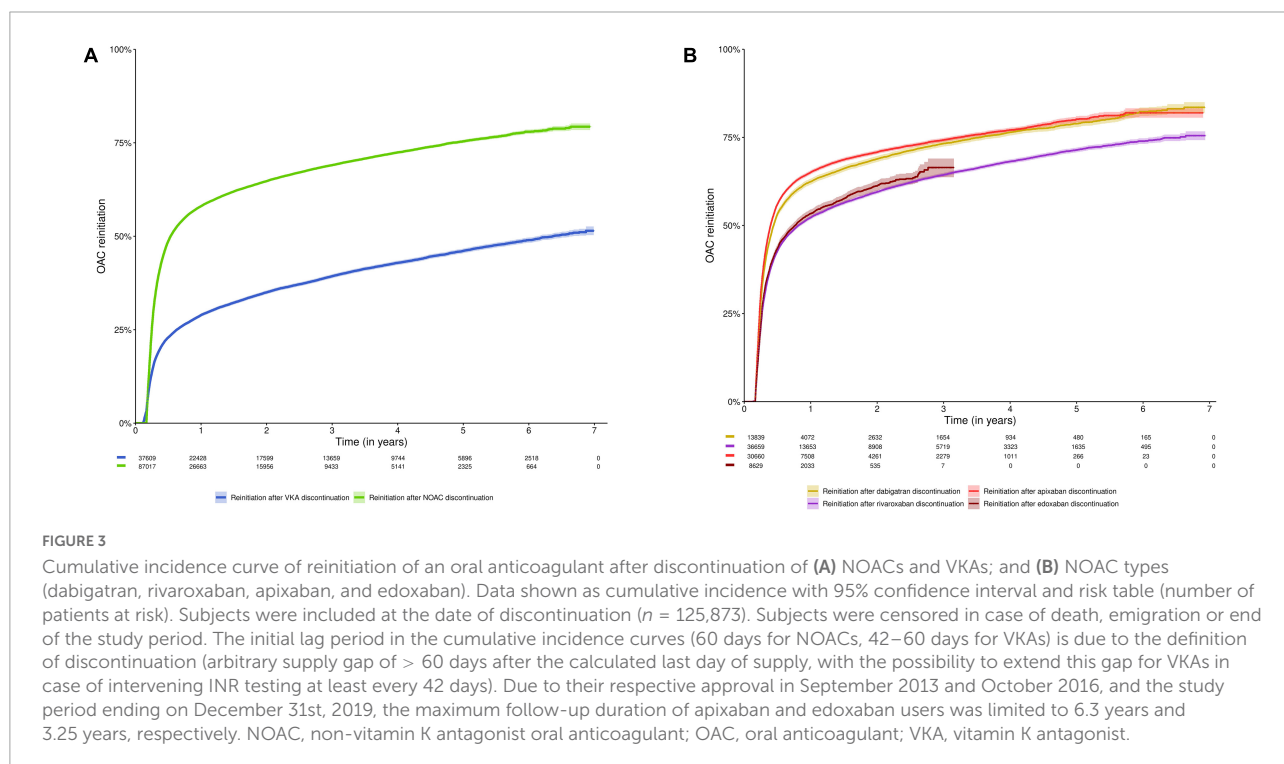 A
100%
75%
50%
25%
0%
OAC reinitiation
0 1 2 3 4 5 6 7
Time (in years)
37609 22428 17599 13659 9744 5896 2518 0
87017 26663 15956 9433 5141 2325 664 0
Reinitiation after VKA discontinuation Reinitiation after NOAC discontinuation
B
100%
75%
50%
25%
0%
OAC reinitiation
0 1 2 3 4 5 6 7
Time (in years)
13839 4072 2632 1654 934 480 165 0
36659 13653 8908 5719 3323 1635 495 0
30660 7508 4261 2279 1011 266 23 0
8629 2033 535 7 0 0 0 0
Reinitiation after dabigatran discontinuation Reinitiation after apixaban discontinuation
Reinitiation after rivaroxaban discontinuation Reinitiation after edoxaban discontinuation
FIGURE 3
Cumulative incidence curve of reinitiation of an oral anticoagulant after discontinuation of (A) NOACs and VKAs; and (B) NOAC types
(dabigatran, rivaroxaban, apixaban, and edoxaban). Data shown as cumulative incidence with 95% confidence interval and risk table (number of
patients at risk). Subjects were included at the date of discontinuation (n = 125,873). Subjects were censored in case of death, emigration or end
of the study period. The initial lag period in the cumulative incidence curves (60 days for NOACs, 42–60 days for VKAs) is due to the definition
of discontinuation (arbitrary supply gap of > 60 days after the calculated last day of supply, with the possibility to extend this gap for VKAs in
case of intervening INR testing at least every 42 days). Due to their respective approval in September 2013 and October 2016, and the study
period ending on December 31st, 2019, the maximum follow-up duration of apixaban and edoxaban users was limited to 6.3 years and
3.25 years, respectively. NOAC, non-vitamin K antagonist oral anticoagulant; OAC, oral anticoagulant; VKA, vitamin K antagonist.